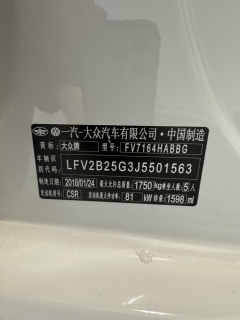 一汽-大众汽车有限公司·中国制造
商标 大众牌 型号 FV7164HABBG
车辆识别代号 LFV2B25G3J5501563
制造日期 2018/01/24 最大允许总质量 1750 kg 乘坐人数 5人
发动机型号 CSR 发动机最大净功率 81 kW 排量 1598 ml